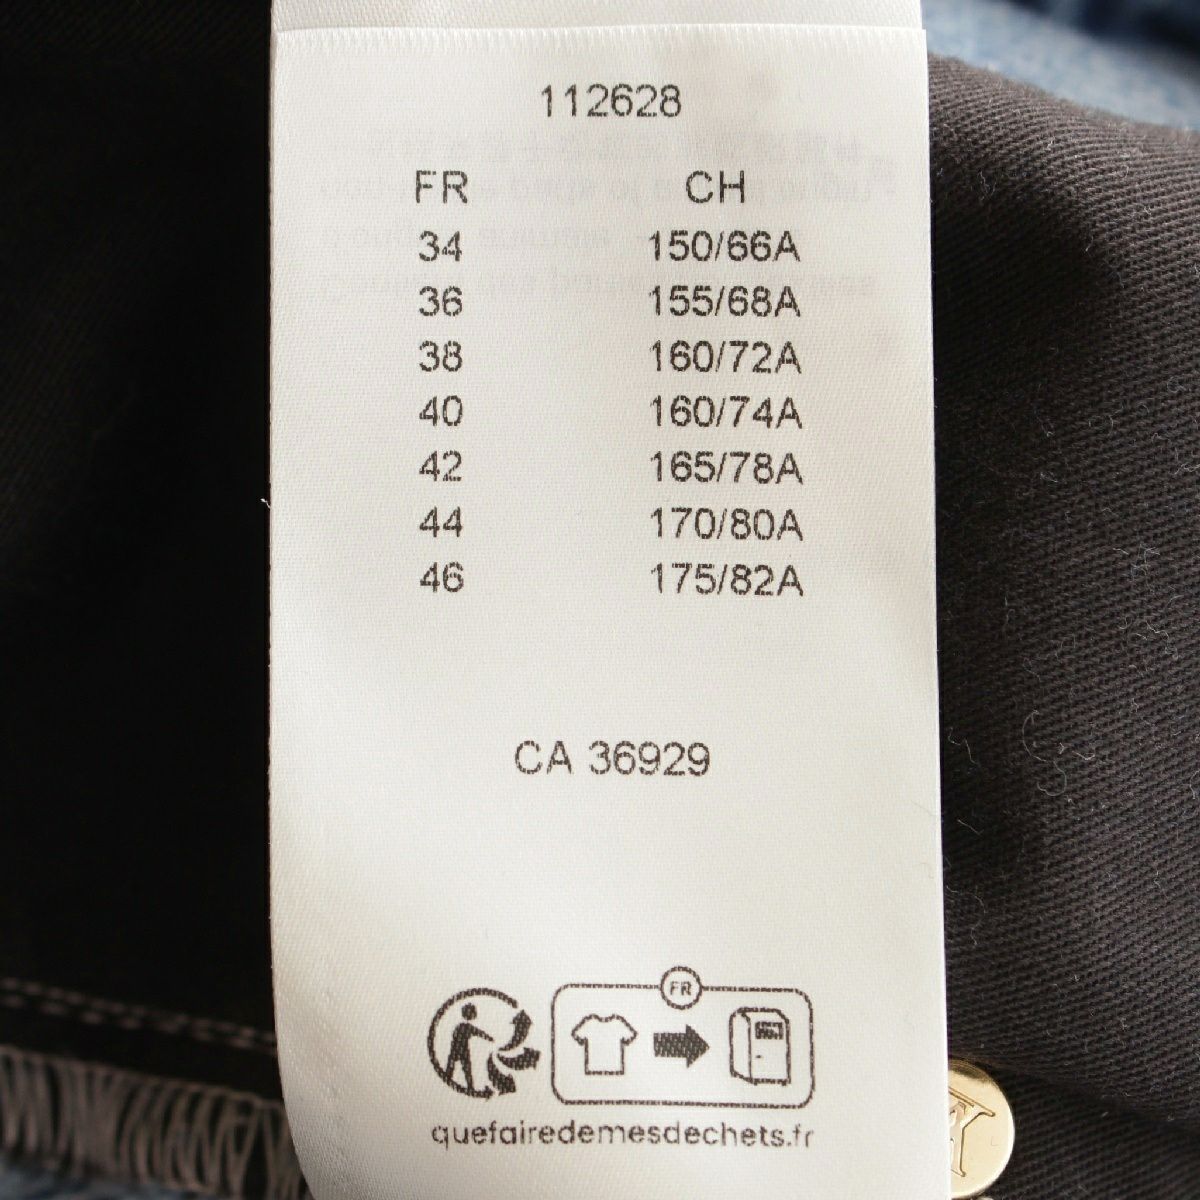 112628
FR CH
34 150/66A
36 155/68A
38 160/72A
40 160/74A
42 165/78A
44 170/80A
46 175/82A
CA 36929
FR
quefairedemesdechets.fr